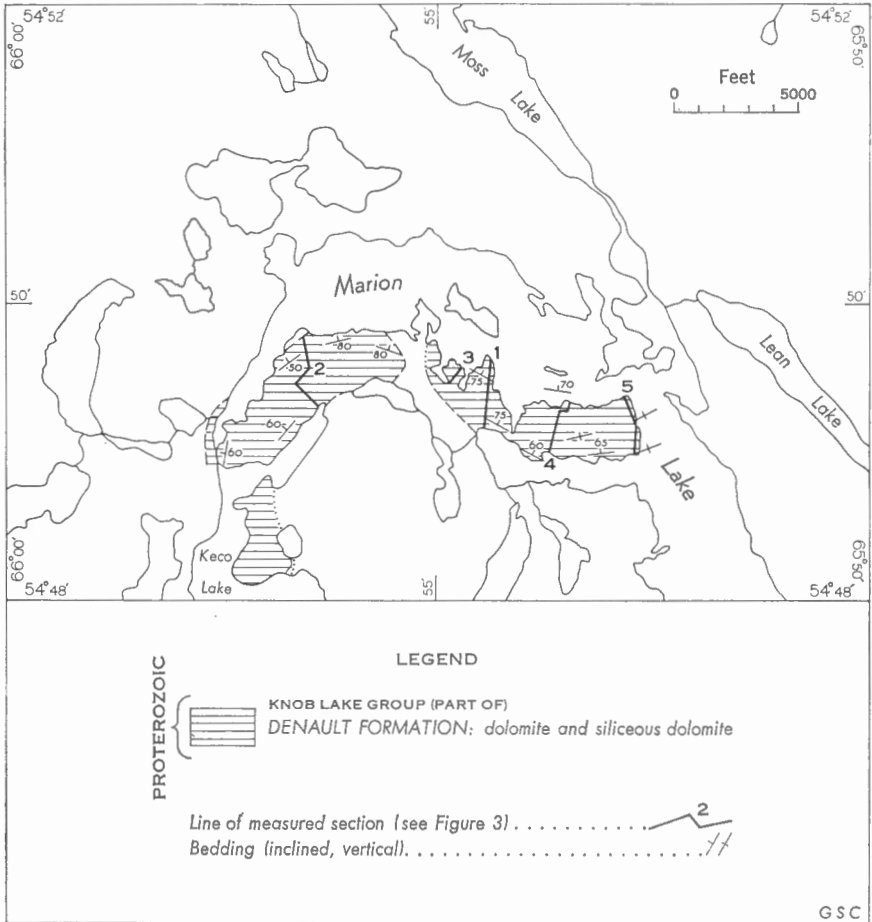 54°52'
55'
54°52'
66°00'
65°50'
Moss
Lake
Feet
0 5000
50'
50'
Marion
Lean
Lake
80
80
50
2
3
1
75
70
5
75
60
60
60
65
4
Lake
Keco
Lake
66°00'
65°50'
54°48'
55'
54°48'
LEGEND
PROTEROZOIC
KNOB LAKE GROUP (PART OF)
DENAULT FORMATION: dolomite and siliceous dolomite
Line of measured section (see Figure 3) . . . . . . . . . . . 2
Bedding (inclined, vertical). . . . . . . . . . . . . . . . . . . . . . . . .
GSC